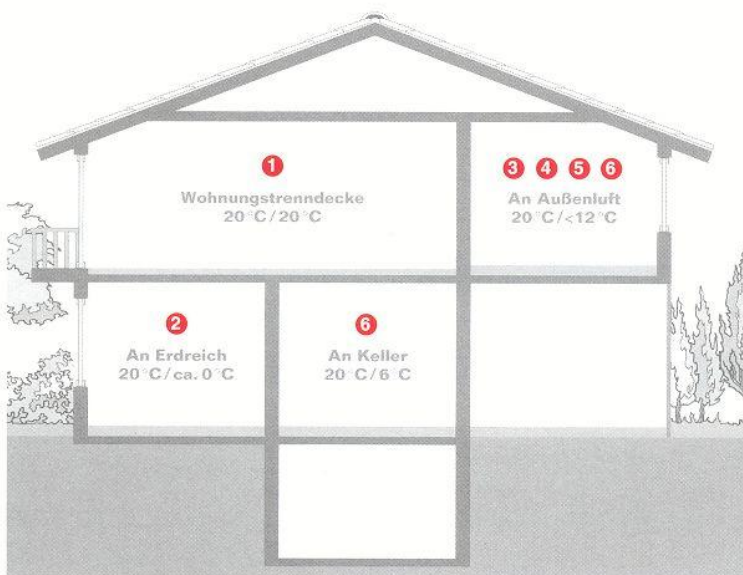 1
Wohnungstrenndecke
20°C/20°C
3 4 5 6
An Außenluft
20°C/<12°C
2
An Erdreich
20°C/ca. 0°C
6
An Keller
20°C/6 C